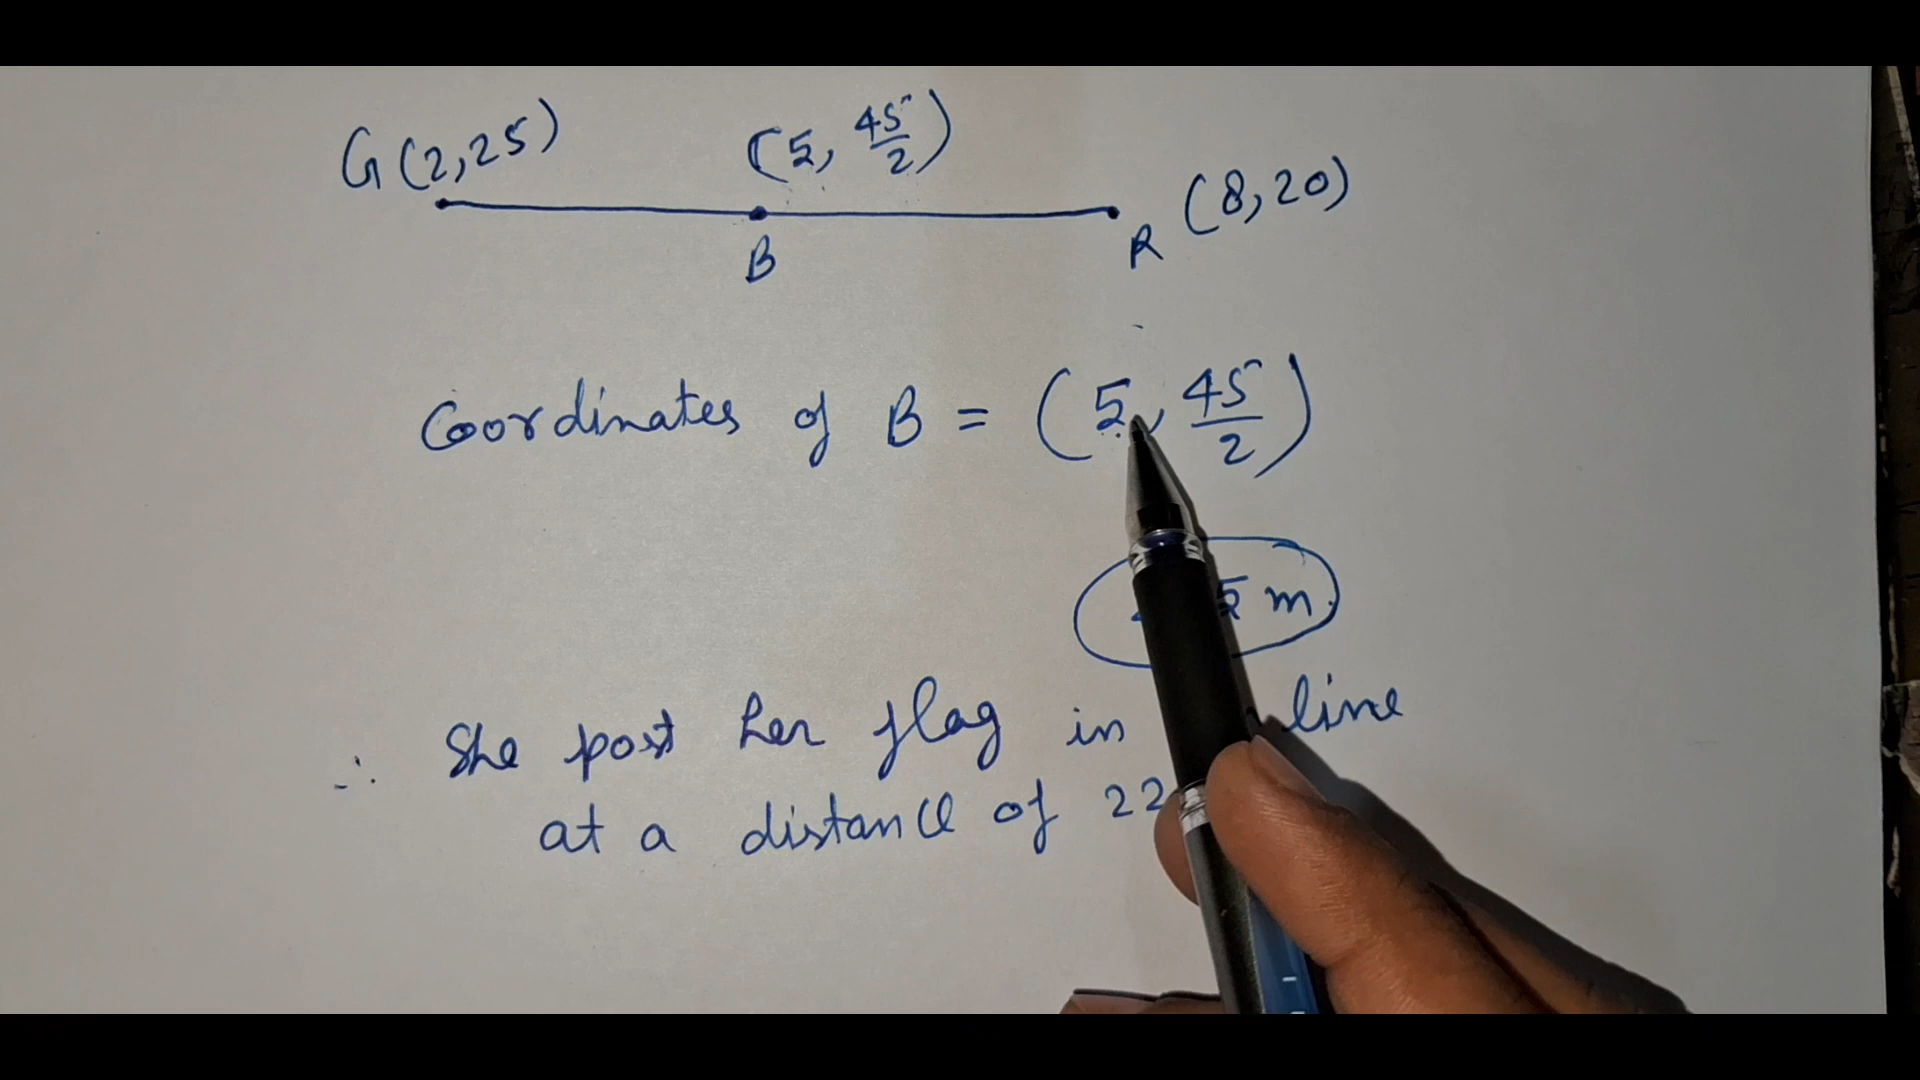 G(2,25) (5, 45/2) R (8,20)
B
Coordinates of B = (5, 45/2)
5 m
∴ She post her flag in line
at a distance of 22